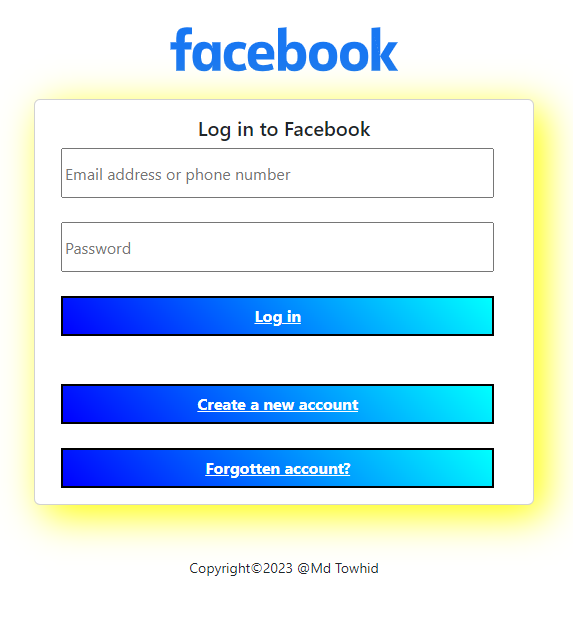 facebook
Log in to Facebook
Email address or phone number
Password
Log in
Create a new account
Forgotten account?
Copyright©2023 @Md Towhid